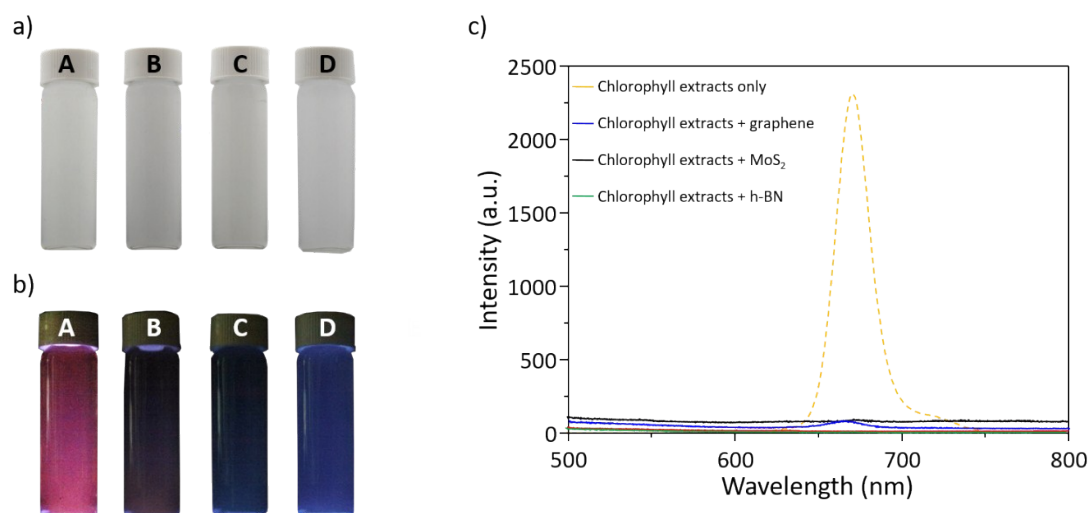 a)
A B C D
b)
A B C D
c)
2500
2000
1500
1000
500
0
Intensity (a.u.)
Chlorophyll extracts only
Chlorophyll extracts + graphene
Chlorophyll extracts + MoS₂
Chlorophyll extracts + h-BN
500 600 700 800
Wavelength (nm)